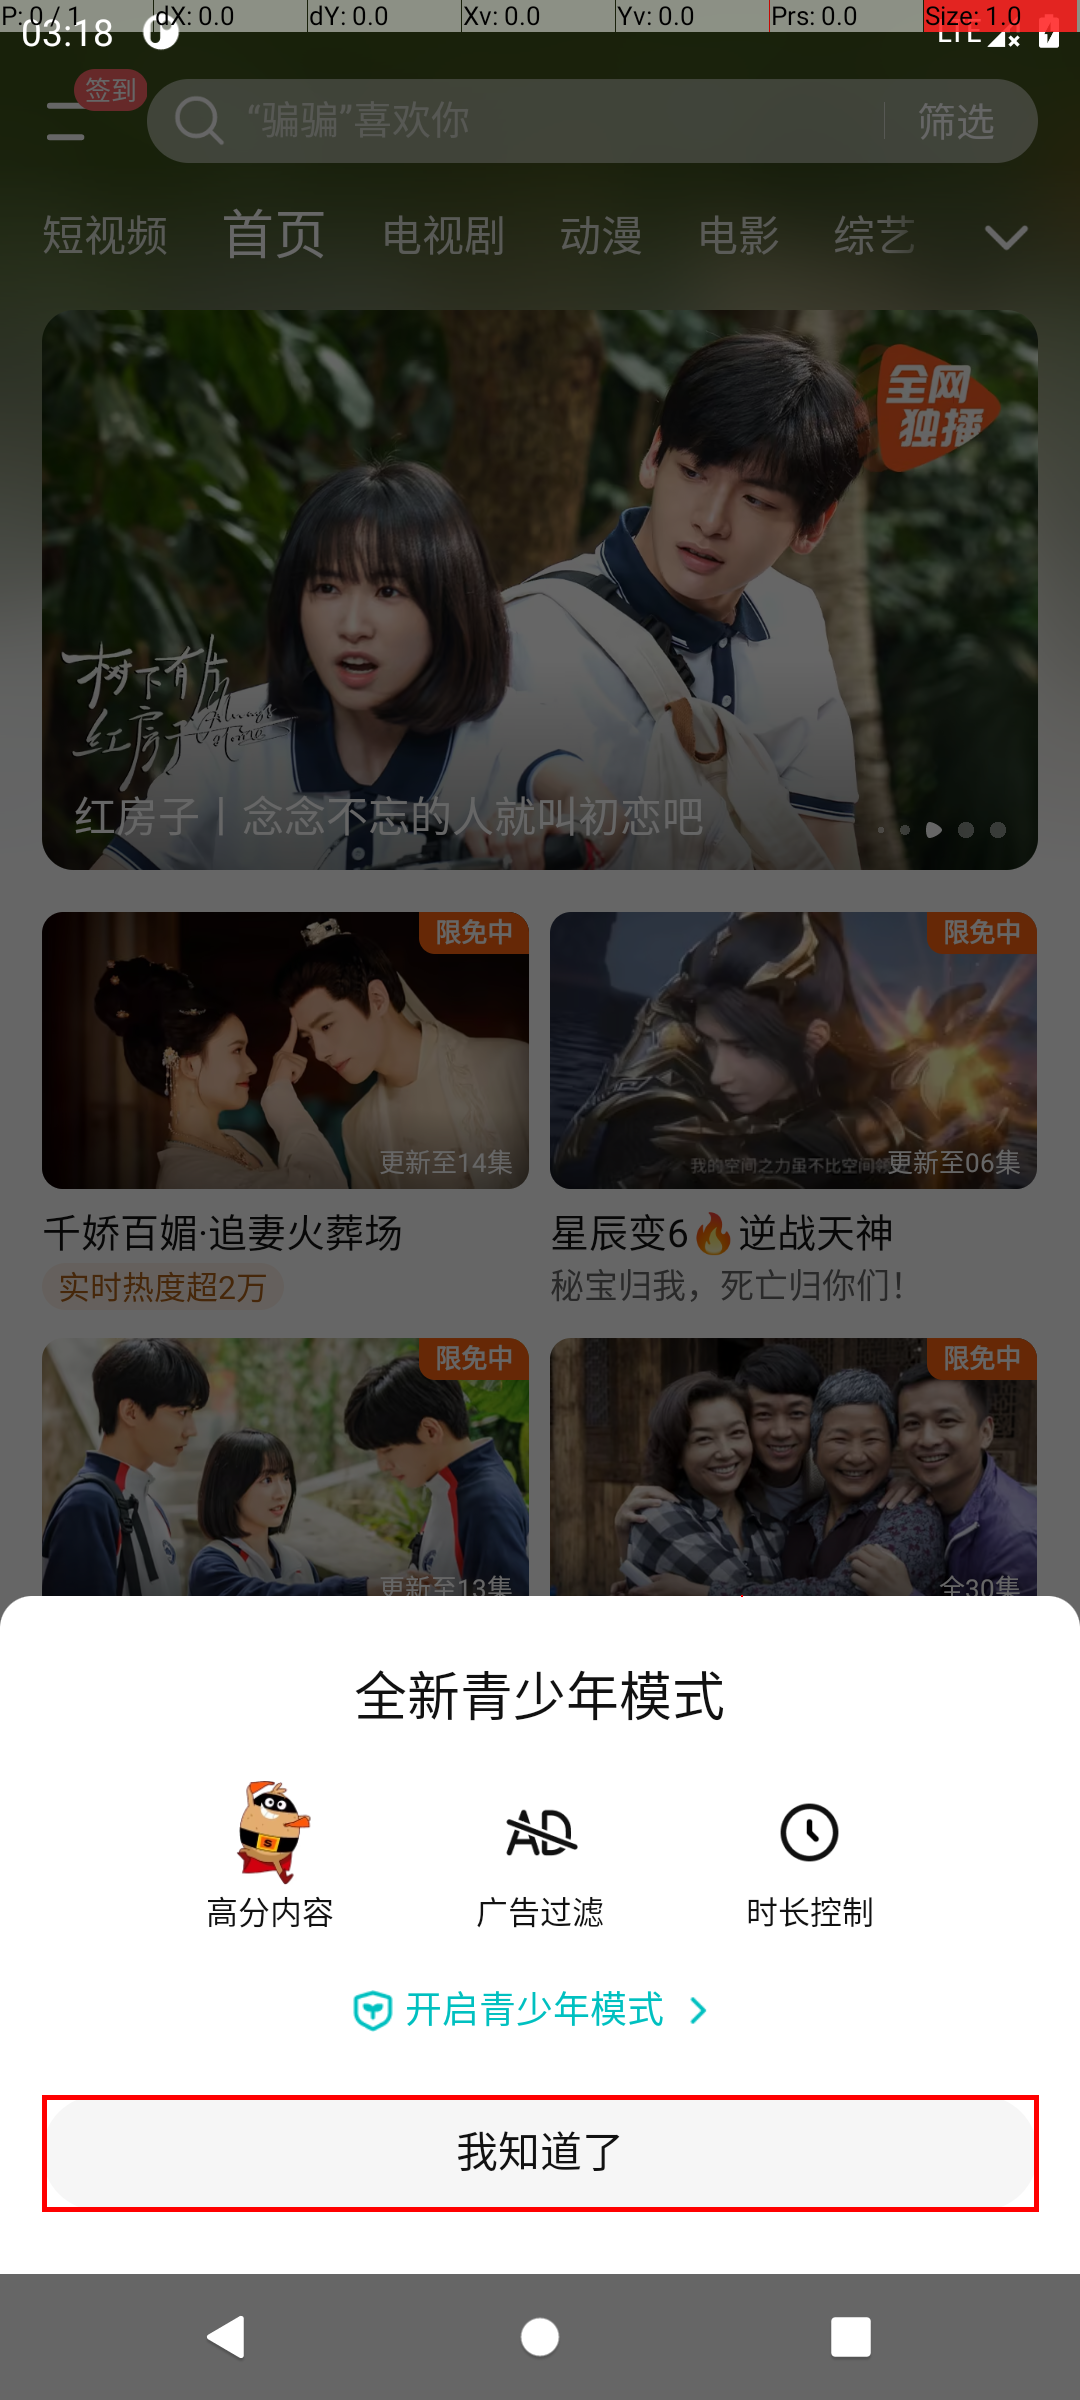 P: 0 / 1 dX: 0.0 dY: 0.0 Xv: 0.0 Yv: 0.0 Prs: 0.0 Size: 1.0
03:18 LTE
签到
“骗骗”喜欢你 筛选
短视频 首页 电视剧 动漫 电影 综艺
全网
独播
树下有片
红房子
Always Home
红房子丨念念不忘的人就叫初恋吧
限免中 限免中
更新至14集 我的空间之力虽不比空间 更新至06集
千娇百媚·追妻火葬场 星辰变6🔥逆战天神
实时热度超2万 秘宝归我，死亡归你们！
限免中 限免中
更新至13集 全30集
全新青少年模式
高分内容 广告过滤 时长控制
开启青少年模式
我知道了